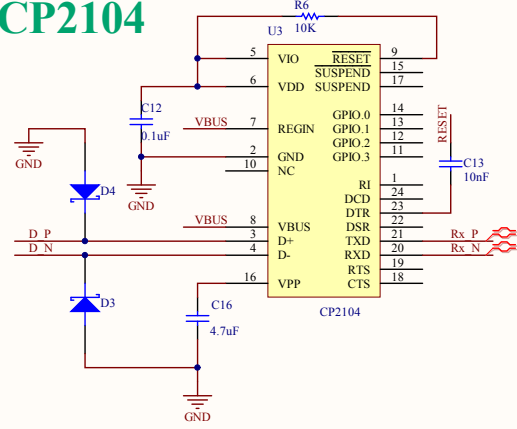 CP2104
R6
10K
U3
5 VIO RESET 9
SUSPEND 15
6 VDD SUSPEND 17
C12
0.1uF
VBUS 7 REGIN
GPIO.0 14
GPIO.1 13
GPIO.2 12
GPIO.3 11
RESET
2 GND
10 NC
GND
GND
C13
10nF
RI 1
DCD 24
DTR 23
D4
VBUS 8 VBUS DSR 22
D_P 3 D+ TXD 21 Rx_P
D_N 4 D- RXD 20 Rx_N
RTS 19
16 VPP CTS 18
D3
C16
4.7uF
CP2104
GND